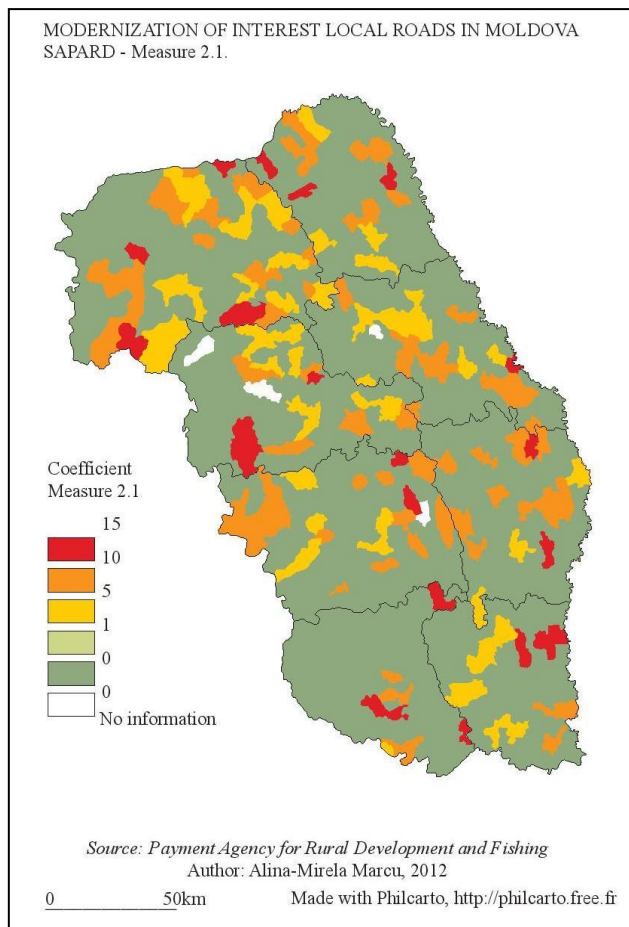 MODERNIZATION OF INTEREST LOCAL ROADS IN MOLDOVA
SAPARD - Measure 2.1.
Coefficient
Measure 2.1
15
10
5
1
0
0
No information
Source: Payment Agency for Rural Development and Fishing
Author: Alina-Mirela Marcu, 2012
0 50km
Made with Philcarto, http://philcarto.free.fr